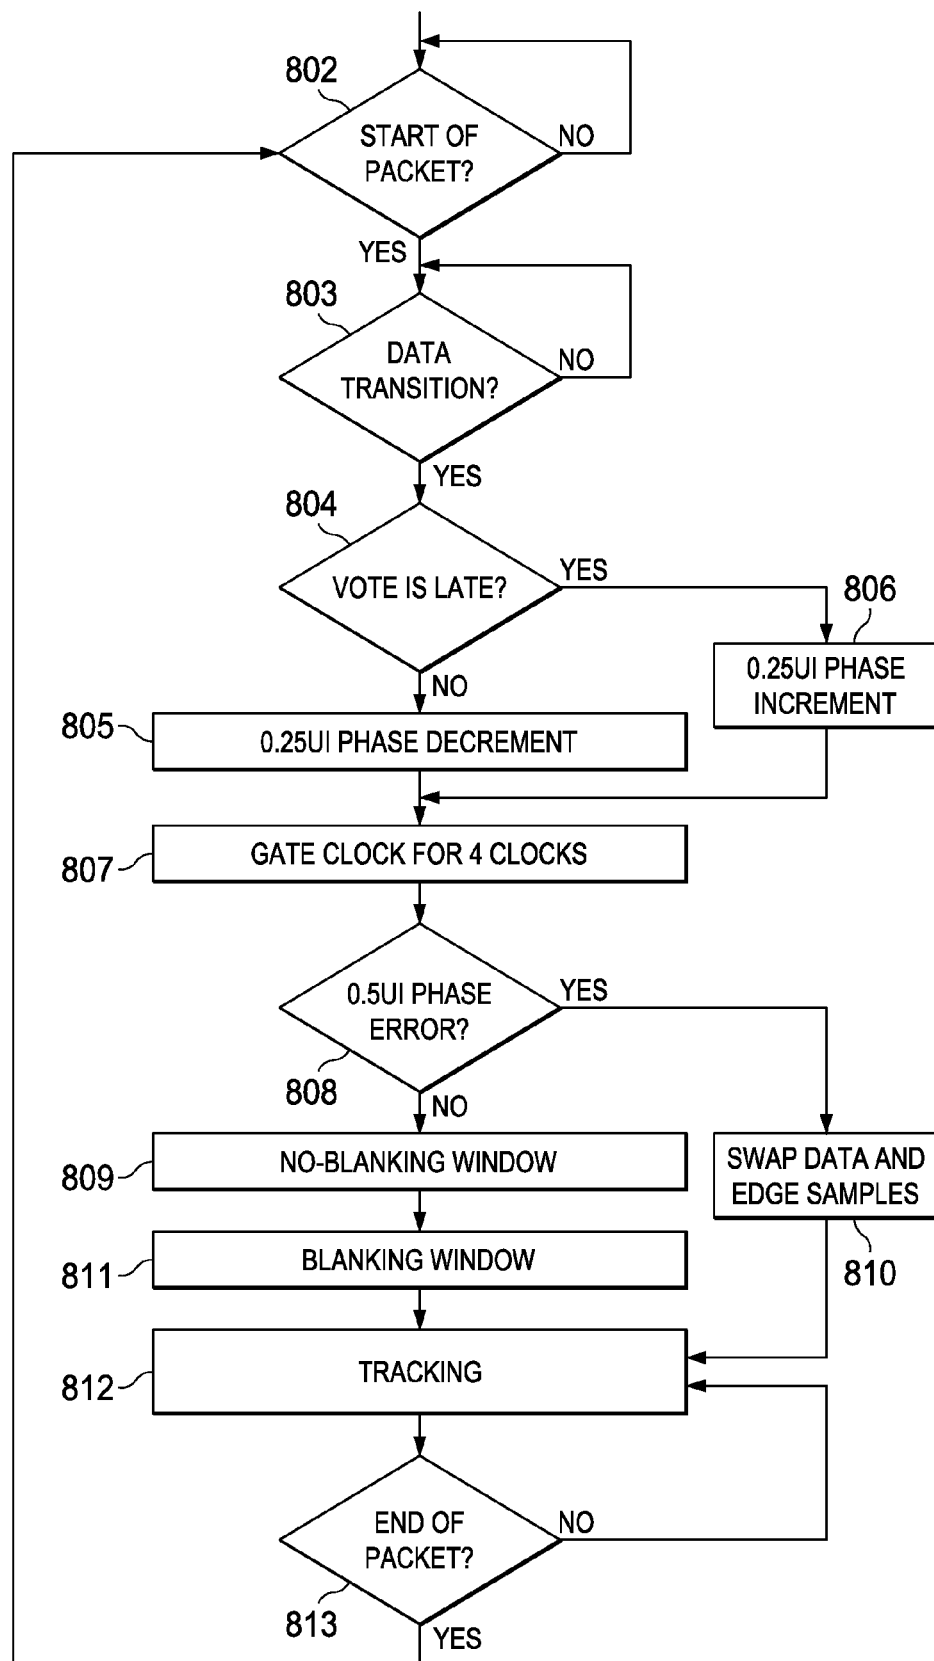 802
START OF
PACKET?
NO
YES
803
DATA
TRANSITION?
NO
YES
804
VOTE IS LATE?
YES
806
0.25UI PHASE
INCREMENT
NO
805
0.25UI PHASE DECREMENT
807
GATE CLOCK FOR 4 CLOCKS
0.5UI PHASE
ERROR?
YES
808
NO
809
NO-BLANKING WINDOW
SWAP DATA AND
EDGE SAMPLES
810
811
BLANKING WINDOW
812
TRACKING
END OF
PACKET?
NO
813
YES